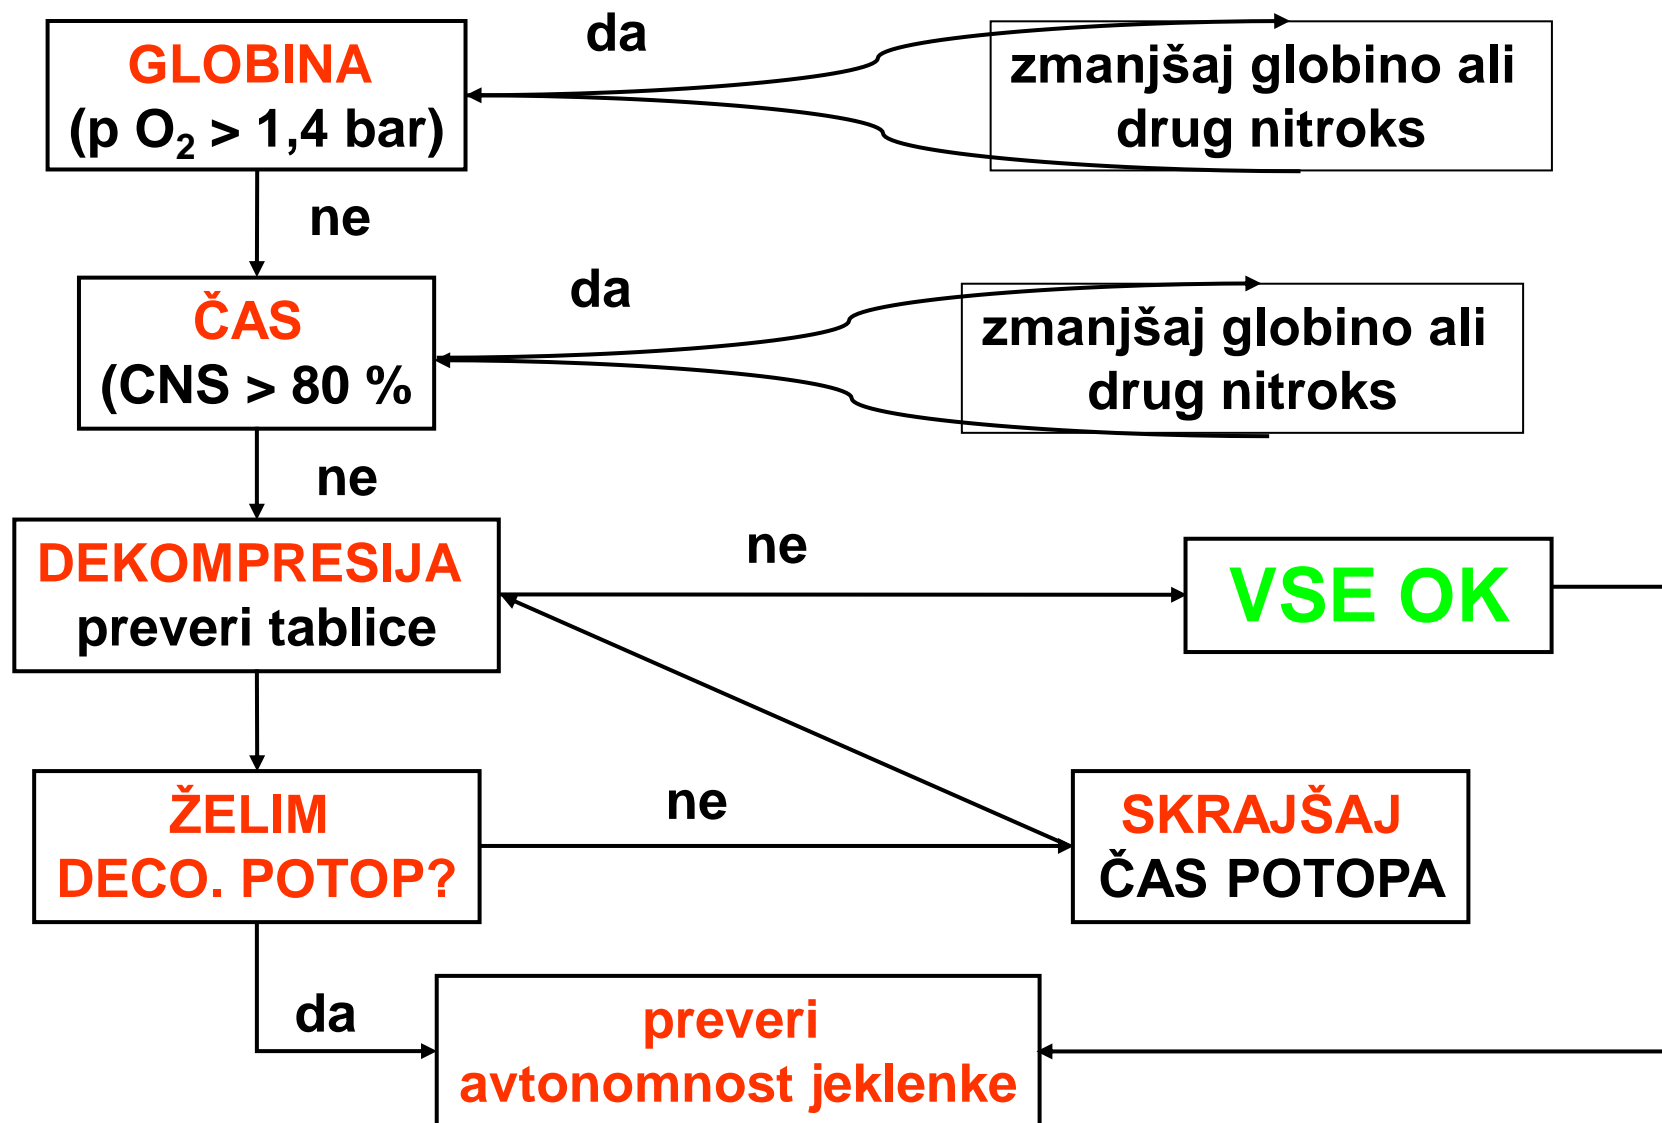 GLOBINA
(p O₂ > 1,4 bar)
da
zmanjšaj globino ali
drug nitroks
ne
ČAS
(CNS > 80 %
da
zmanjšaj globino ali
drug nitroks
ne
DEKOMPRESIJA
preveri tablice
ne
VSE OK
ŽELIM
DECO. POTOP?
ne
SKRAJŠAJ
ČAS POTOPA
da
preveri
avtonomnost jeklenke